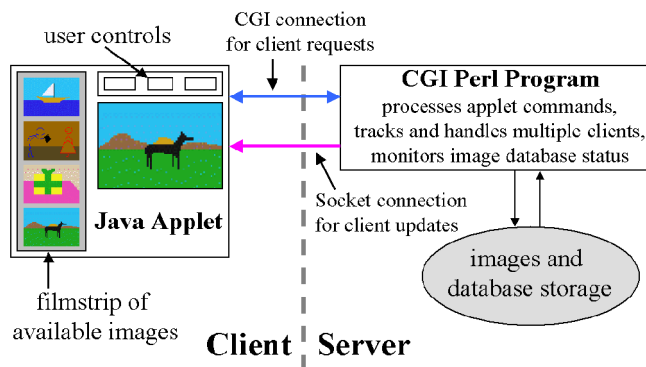 user controls
CGI connection
for client requests
CGI Perl Program
processes applet commands,
tracks and handles multiple clients,
monitors image database status
Java Applet
Socket connection
for client updates
images and
database storage
filmstrip of
available images
Client
Server